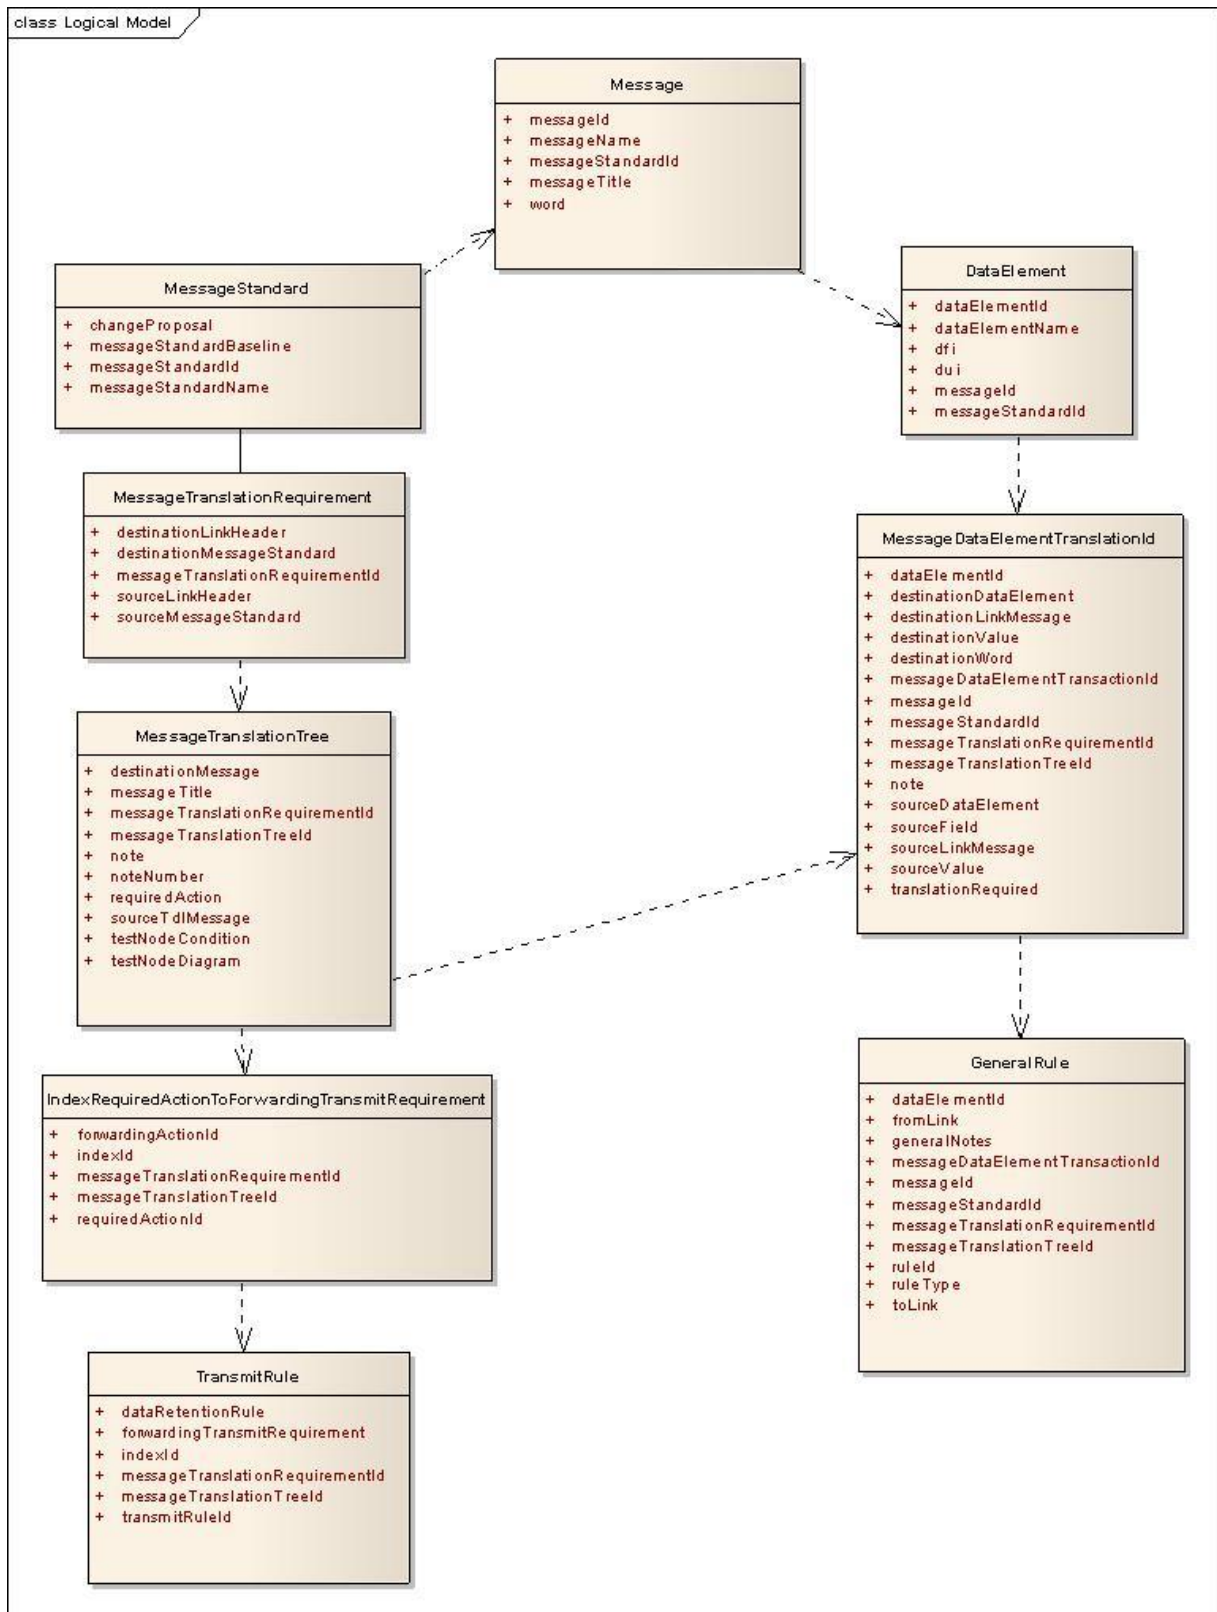 class Logical Model
Message
+ messageId
+ messageName
+ messageStandardId
+ messageTitle
+ word
MessageStandard
+ changeProposal
+ messageStandardBaseline
+ messageStandardId
+ messageStandardName
DataElement
+ dataElementId
+ dataElementName
+ dfi
+ dui
+ messageId
+ messageStandardId
MessageTranslationRequirement
+ destinationLinkHeader
+ destinationMessageStandard
+ messageTranslationRequirementId
+ sourceLinkHeader
+ sourceMessageStandard
MessageDataElementTranslationId
+ dataElementId
+ destinationDataElement
+ destinationLinkMessage
+ destinationValue
+ destinationWord
+ messageDataElementTransactionId
+ messageId
+ messageStandardId
+ messageTranslationRequirementId
+ messageTranslationTreeId
+ note
+ sourceDataElement
+ sourceField
+ sourceLinkMessage
+ sourceValue
+ translationRequired
MessageTranslationTree
+ destinationMessage
+ messageTitle
+ messageTranslationRequirementId
+ messageTranslationTreeId
+ note
+ noteNumber
+ requiredAction
+ sourceTdlMessage
+ testNodeCondition
+ testNodeDiagram
GeneralRule
+ dataElementId
+ fromLink
+ generalNotes
+ messageDataElementTransactionId
+ messageId
+ messageStandardId
+ messageTranslationRequirementId
+ messageTranslationTreeId
+ ruleId
+ ruleType
+ toLink
IndexRequiredActionToForwardingTransmitRequirement
+ forwardingActionId
+ indexId
+ messageTranslationRequirementId
+ messageTranslationTreeId
+ requiredActionId
TransmitRule
+ dataRetentionRule
+ forwardingTransmitRequirement
+ indexId
+ messageTranslationRequirementId
+ messageTranslationTreeId
+ transmitRuleId